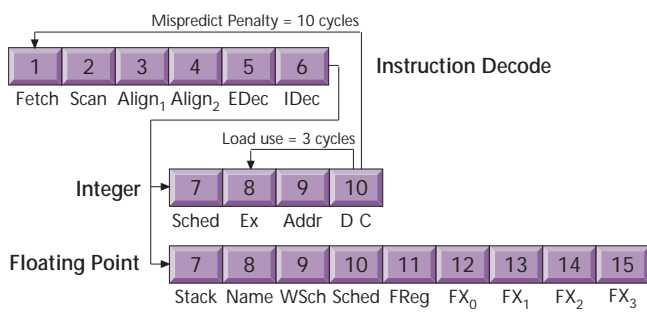 Mispredict Penalty = 10 cycles
1 2 3 4 5 6
Instruction Decode
Fetch Scan Align₁ Align₂ EDec IDec
Load use = 3 cycles
Integer
7 8 9 10
Sched Ex Addr D C
Floating Point
7 8 9 10 11 12 13 14 15
Stack Name WSch Sched FReg FX₀ FX₁ FX₂ FX₃